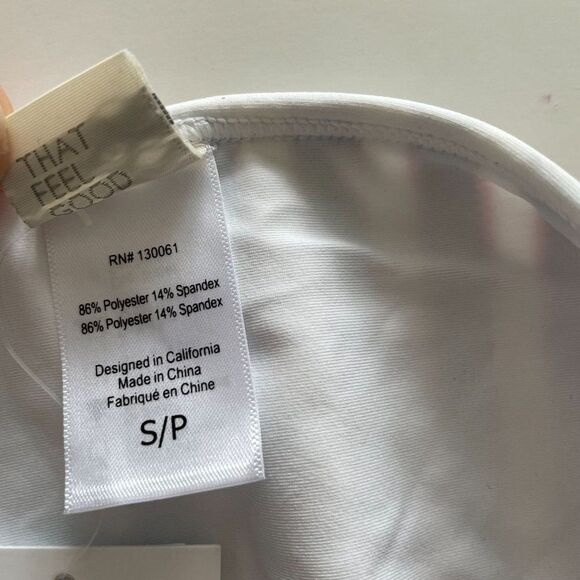 THAT
FEEL
GOOD
RN# 130061
86% Polyester 14% Spandex
86% Polyester 14% Spandex
Designed in California
Made in China
Fabriqué en Chine
S/P